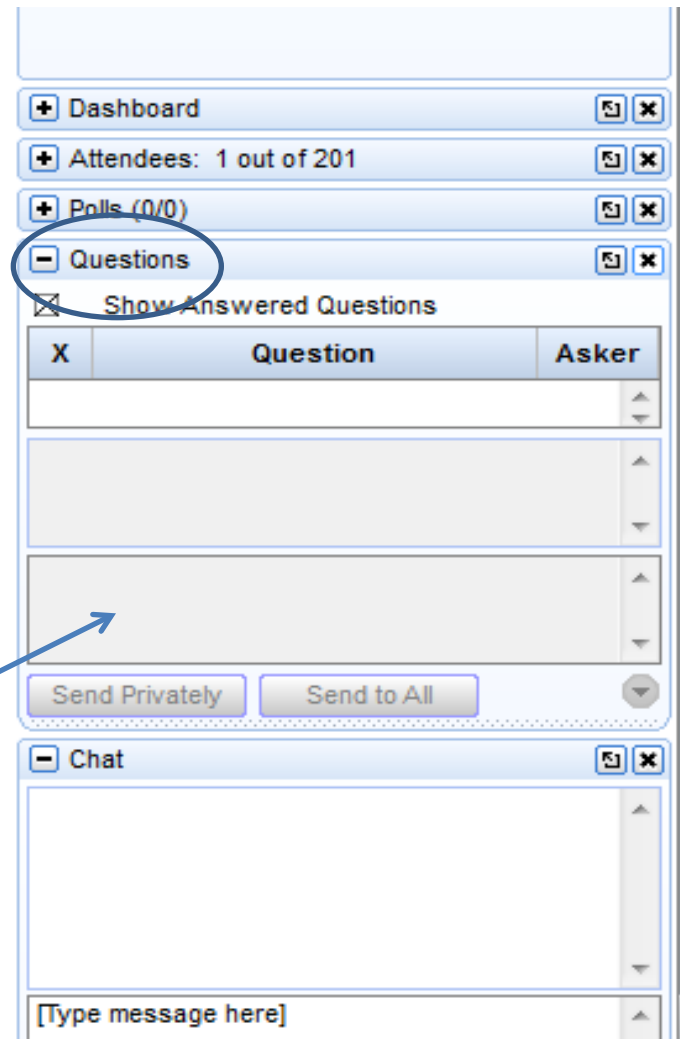 Dashboard
Attendees: 1 out of 201
Polls (0/0)
Questions
Show Answered Questions
X Question Asker
Send Privately Send to All
Chat
[Type message here]